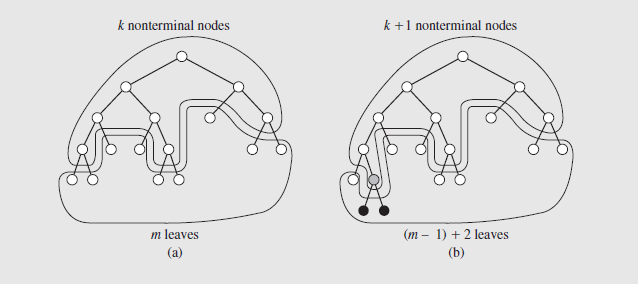 k nonterminal nodes
k + 1 nonterminal nodes
m leaves
(m – 1) + 2 leaves
(a)
(b)